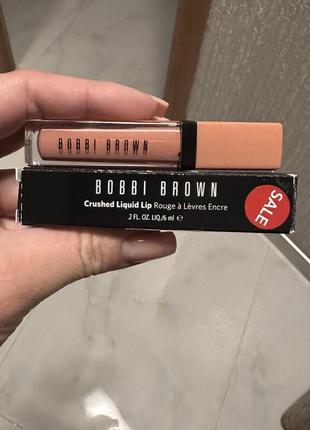 BOBBI BROWN
BOBBI BROWN
Crushed Liquid Lip Rouge à Lèvres Encre
.2 FL. OZ. LIQ./6 ml ℮
SALE